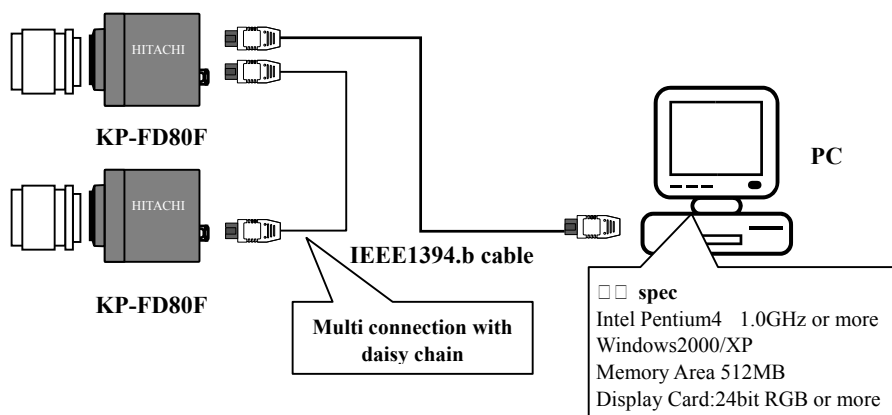 HITACHI
KP-FD80F
PC
HITACHI
IEEE1394.b cable
KP-FD80F
Multi connection with
daisy chain
□□ spec
Intel Pentium4 1.0GHz or more
Windows2000/XP
Memory Area 512MB
Display Card:24bit RGB or more